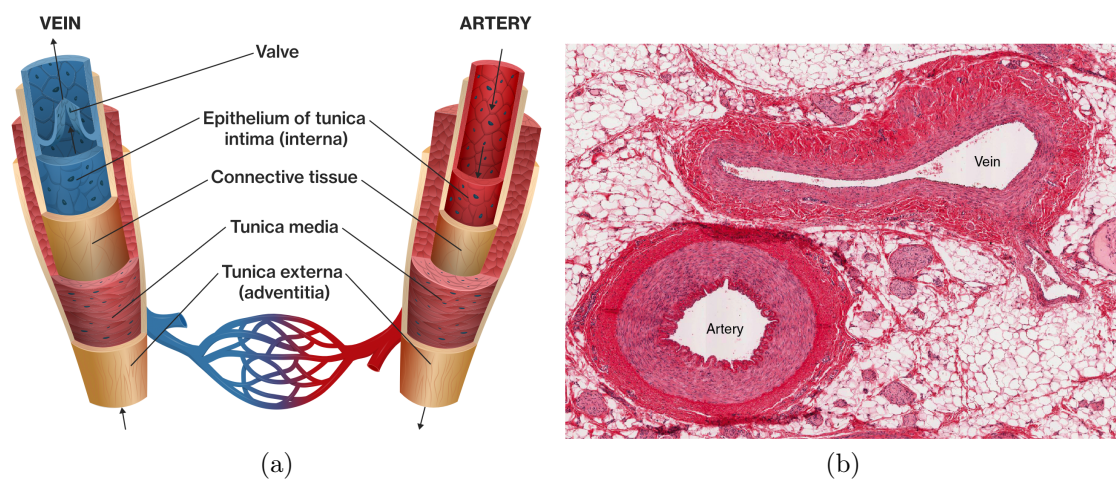 VEIN
ARTERY
Valve
Epithelium of tunica
intima (interna)
Connective tissue
Tunica media
Tunica externa
(adventitia)
Vein
Artery
(a)
(b)